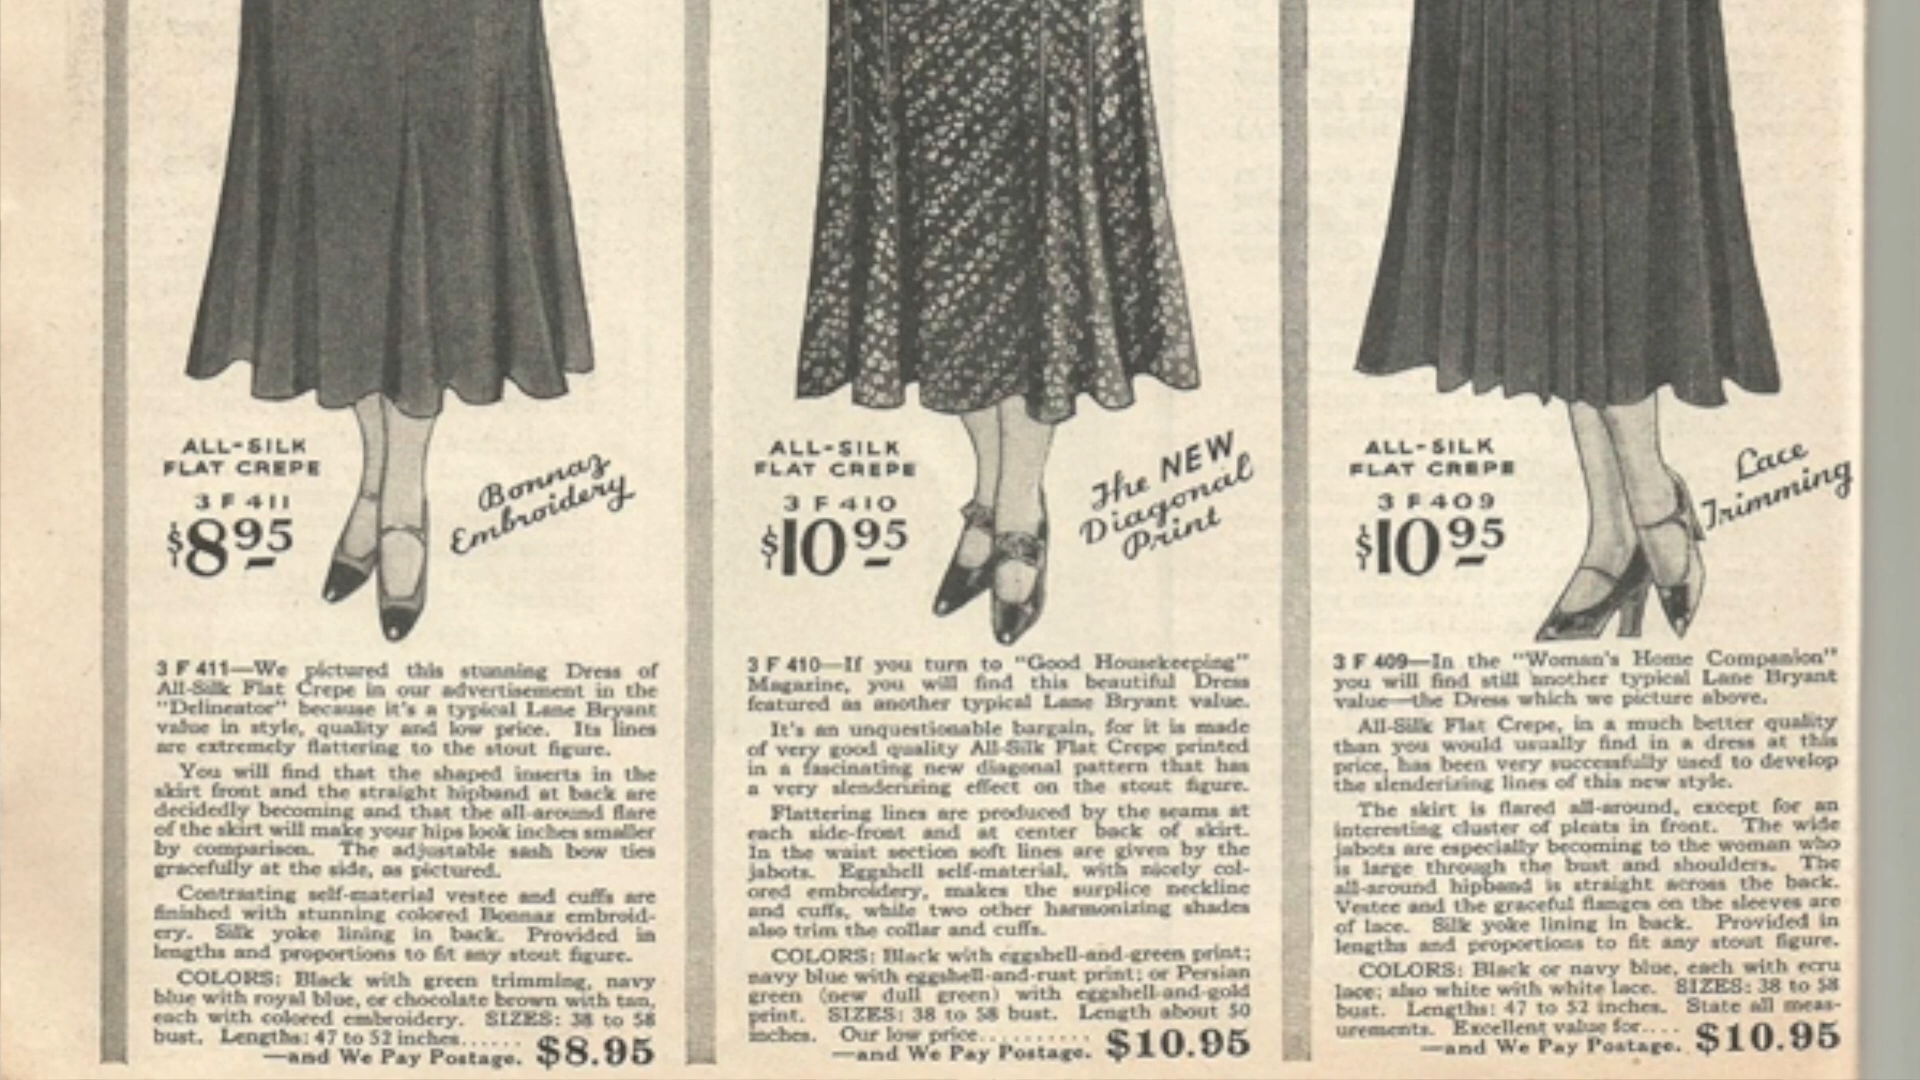 ALL-SILK
FLAT CREPE
3 F 411
$8.95
Bonnaz
Embroidery
3 F 411—We pictured this stunning Dress of
All-Silk Flat Crepe in our advertisement in the
"Delineator" because it's a typical Lane Bryant
value in style, quality and low price. Its lines
are extremely flattering to the stout figure.
You will find that the shaped inserts in the
skirt front and the straight hipband at back are
decidedly becoming and that the all-around flare
of the skirt will make your hips look inches smaller
by comparison. The adjustable sash bow ties
gracefully at the side, as pictured.
Contrasting self-material vestee and cuffs are
finished with stunning colored Bonnaz embroid-
ery. Silk yoke lining in back. Provided in
lengths and proportions to fit any stout figure.
COLORS: Black with green trimming, navy
blue with royal blue, or chocolate brown with tan,
each with colored embroidery. SIZES: 38 to 58
bust. Lengths: 47 to 52 inches......
—and We Pay Postage. $8.95
ALL-SILK
FLAT CREPE
3 F 410
$10.95
The NEW
Diagonal
Print
3 F 410—If you turn to "Good Housekeeping"
Magazine, you will find this beautiful Dress
featured as another typical Lane Bryant value.
It's an unquestionable bargain, for it is made
of very good quality All-Silk Flat Crepe printed
in a fascinating new diagonal pattern that has
a very slenderizing effect on the stout figure.
Flattering lines are produced by the seams at
each side-front and at center back of skirt.
In the waist section soft lines are given by the
jabots. Eggshell self-material, with nicely col-
ored embroidery, makes the surplice neckline
and cuffs, while two other harmonizing shades
also trim the collar and cuffs.
COLORS: Black with eggshell-and-green print;
navy blue with eggshell-and-rust print; or Persian
green (new dull green) with eggshell-and-gold
print. SIZES: 38 to 58 bust. Length about 50
inches. Our low price...........
—and We Pay Postage. $10.95
ALL-SILK
FLAT CREPE
3 F 409
$10.95
Lace
Trimming
3 F 409—In the "Woman's Home Companion"
you will find still another typical Lane Bryant
value—the Dress which we picture above.
All-Silk Flat Crepe, in a much better quality
than you would usually find in a dress at this
price, has been very successfully used to develop
the slenderizing lines of this new style.
The skirt is flared all-around, except for an
interesting cluster of pleats in front. The wide
jabots are especially becoming to the woman who
is large through the bust and shoulders. The
all-around hipband is straight across the back.
Vestee and the graceful flanges on the sleeves are
of lace. Silk yoke lining in back. Provided in
lengths and proportions to fit any stout figure.
COLORS: Black or navy blue, each with ecru
lace; also white with white lace. SIZES: 38 to 58
bust. Lengths: 47 to 52 inches. State all meas-
urements. Excellent value for....
—and We Pay Postage. $10.95